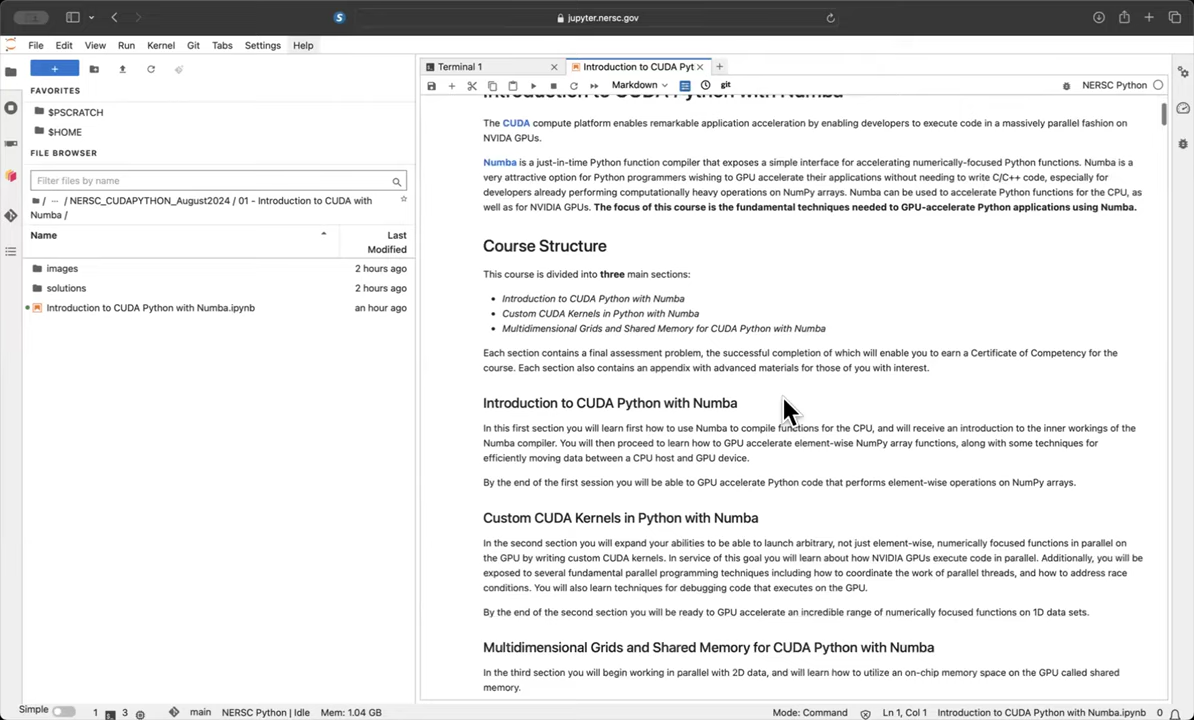 jupyter.nersc.gov
File Edit View Run Kernel Git Tabs Settings Help
FAVORITES
$PSCRATCH
$HOME
FILE BROWSER
Filter files by name
/ ··· / NERSC_CUDAPYTHON_August2024 / 01 - Introduction to CUDA with
Numba /
Name Last
Modified
images 2 hours ago
solutions 2 hours ago
Introduction to CUDA Python with Numba.ipynb an hour ago
Terminal 1 Introduction to CUDA Pyt
Markdown git NERSC Python
Introduction to CUDA Python with Numba
The CUDA compute platform enables remarkable application acceleration by enabling developers to execute code in a massively parallel fashion on
NVIDA GPUs.
Numba is a just-in-time Python function compiler that exposes a simple interface for accelerating numerically-focused Python functions. Numba is a
very attractive option for Python programmers wishing to GPU accelerate their applications without needing to write C/C++ code, especially for
developers already performing computationally heavy operations on NumPy arrays. Numba can be used to accelerate Python functions for the CPU, as
well as for NVIDIA GPUs. The focus of this course is the fundamental techniques needed to GPU-accelerate Python applications using Numba.
Course Structure
This course is divided into three main sections:
• Introduction to CUDA Python with Numba
• Custom CUDA Kernels in Python with Numba
• Multidimensional Grids and Shared Memory for CUDA Python with Numba
Each section contains a final assessment problem, the successful completion of which will enable you to earn a Certificate of Competency for the
course. Each section also contains an appendix with advanced materials for those of you with interest.
Introduction to CUDA Python with Numba
In this first section you will learn first how to use Numba to compile functions for the CPU, and will receive an introduction to the inner workings of the
Numba compiler. You will then proceed to learn how to GPU accelerate element-wise NumPy array functions, along with some techniques for
efficiently moving data between a CPU host and GPU device.
By the end of the first session you will be able to GPU accelerate Python code that performs element-wise operations on NumPy arrays.
Custom CUDA Kernels in Python with Numba
In the second section you will expand your abilities to be able to launch arbitrary, not just element-wise, numerically focused functions in parallel on
the GPU by writing custom CUDA kernels. In service of this goal you will learn about how NVIDIA GPUs execute code in parallel. Additionally, you will be
exposed to several fundamental parallel programming techniques including how to coordinate the work of parallel threads, and how to address race
conditions. You will also learn techniques for debugging code that executes on the GPU.
By the end of the second section you will be ready to GPU accelerate an incredible range of numerically focused functions on 1D data sets.
Multidimensional Grids and Shared Memory for CUDA Python with Numba
In the third section you will begin working in parallel with 2D data, and will learn how to utilize an on-chip memory space on the GPU called shared
memory.
Simple 1 3 main NERSC Python | Idle Mem: 1.04 GB Mode: Command Ln 1, Col 1 Introduction to CUDA Python with Numba.ipynb 0